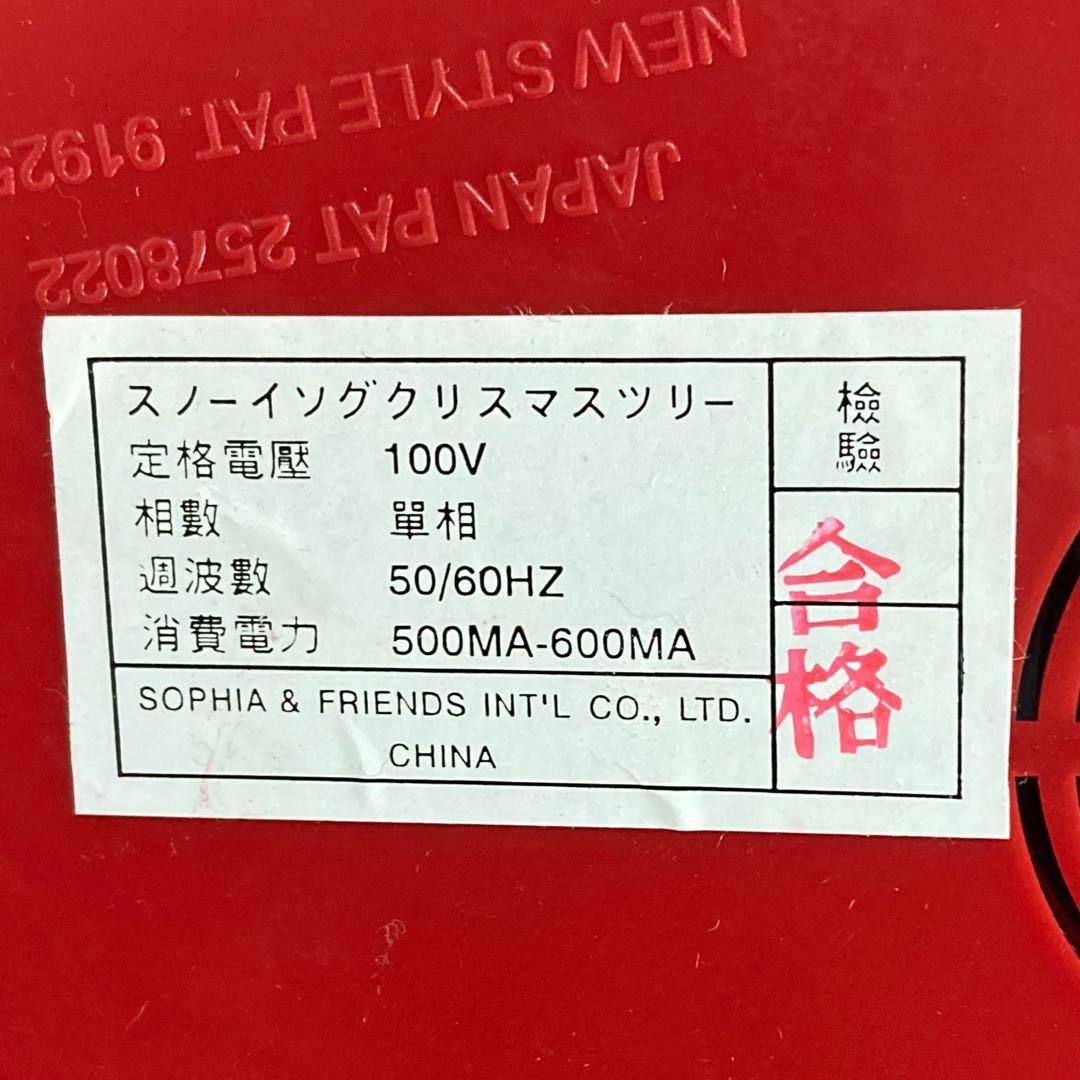 NEW STYLE PAT. 9192
JAPAN PAT 2578022
スノーイソグクリスマスツリー
定格電壓 100V
相數 單相
週波數 50/60HZ
消費電力 500MA-600MA
SOPHIA & FRIENDS INT'L CO., LTD.
CHINA
檢驗
合格